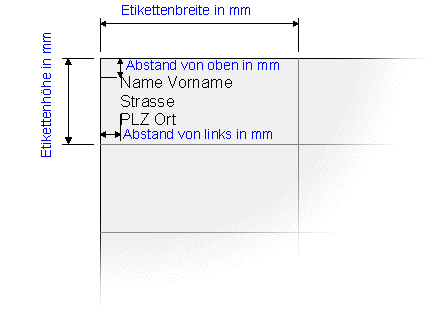 Etikettenbreite in mm
Etikettenhöhe in mm
Abstand von oben in mm
Name Vorname
Strasse
PLZ Ort
Abstand von links in mm